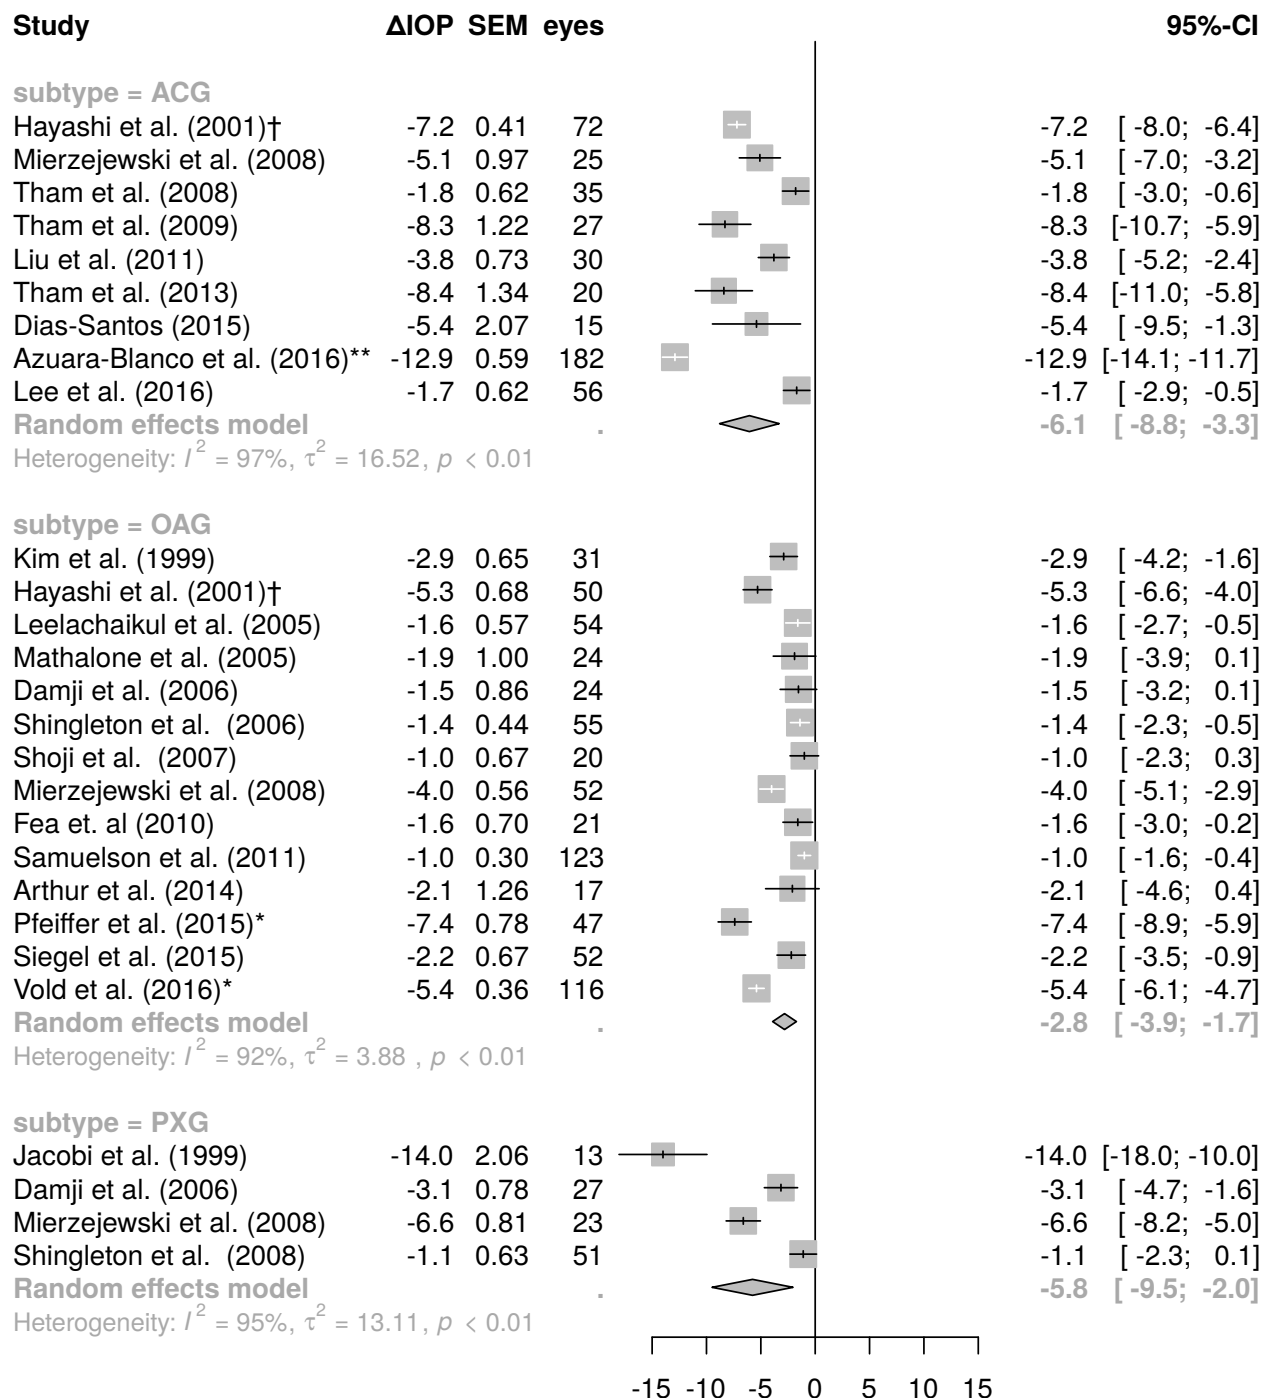 Study ΔIOP SEM eyes 95%-CI
subtype = ACG
Hayashi et al. (2001)† -7.2 0.41 72 -7.2 [ -8.0; -6.4]
Mierzejewski et al. (2008) -5.1 0.97 25 -5.1 [ -7.0; -3.2]
Tham et al. (2008) -1.8 0.62 35 -1.8 [ -3.0; -0.6]
Tham et al. (2009) -8.3 1.22 27 -8.3 [-10.7; -5.9]
Liu et al. (2011) -3.8 0.73 30 -3.8 [ -5.2; -2.4]
Tham et al. (2013) -8.4 1.34 20 -8.4 [-11.0; -5.8]
Dias-Santos (2015) -5.4 2.07 15 -5.4 [ -9.5; -1.3]
Azuara-Blanco et al. (2016)** -12.9 0.59 182 -12.9 [-14.1; -11.7]
Lee et al. (2016) -1.7 0.62 56 -1.7 [ -2.9; -0.5]
Random effects model . -6.1 [ -8.8; -3.3]
Heterogeneity: I² = 97%, τ² = 16.52, p < 0.01
subtype = OAG
Kim et al. (1999) -2.9 0.65 31 -2.9 [ -4.2; -1.6]
Hayashi et al. (2001)† -5.3 0.68 50 -5.3 [ -6.6; -4.0]
Leelachaikul et al. (2005) -1.6 0.57 54 -1.6 [ -2.7; -0.5]
Mathalone et al. (2005) -1.9 1.00 24 -1.9 [ -3.9; 0.1]
Damji et al. (2006) -1.5 0.86 24 -1.5 [ -3.2; 0.1]
Shingleton et al. (2006) -1.4 0.44 55 -1.4 [ -2.3; -0.5]
Shoji et al. (2007) -1.0 0.67 20 -1.0 [ -2.3; 0.3]
Mierzejewski et al. (2008) -4.0 0.56 52 -4.0 [ -5.1; -2.9]
Fea et. al (2010) -1.6 0.70 21 -1.6 [ -3.0; -0.2]
Samuelson et al. (2011) -1.0 0.30 123 -1.0 [ -1.6; -0.4]
Arthur et al. (2014) -2.1 1.26 17 -2.1 [ -4.6; 0.4]
Pfeiffer et al. (2015)* -7.4 0.78 47 -7.4 [ -8.9; -5.9]
Siegel et al. (2015) -2.2 0.67 52 -2.2 [ -3.5; -0.9]
Vold et al. (2016)* -5.4 0.36 116 -5.4 [ -6.1; -4.7]
Random effects model . -2.8 [ -3.9; -1.7]
Heterogeneity: I² = 92%, τ² = 3.88 , p < 0.01
subtype = PXG
Jacobi et al. (1999) -14.0 2.06 13 -14.0 [-18.0; -10.0]
Damji et al. (2006) -3.1 0.78 27 -3.1 [ -4.7; -1.6]
Mierzejewski et al. (2008) -6.6 0.81 23 -6.6 [ -8.2; -5.0]
Shingleton et al. (2008) -1.1 0.63 51 -1.1 [ -2.3; 0.1]
Random effects model . -5.8 [ -9.5; -2.0]
Heterogeneity: I² = 95%, τ² = 13.11, p < 0.01
-15 -10 -5 0 5 10 15